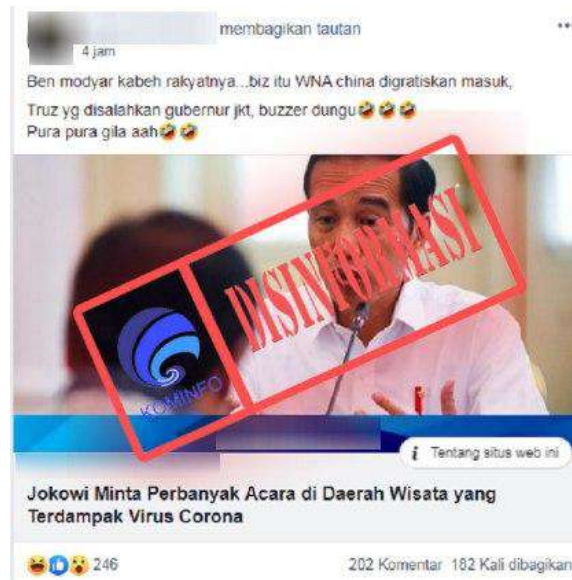 membagikan tautan
4 jam
Ben modyar kabeh rakyatnya...biz itu WNA china digratiskan masuk,
Truz yg disalahkan gubernur jkt, buzzer dungu🤣🤣🤣
Pura pura gila aah🤣🤣
DISINFORMASI
KOMINFO
i Tentang situs web ini
Jokowi Minta Perbanyak Acara di Daerah Wisata yang
Terdampak Virus Corona
246
202 Komentar 182 Kali dibagikan